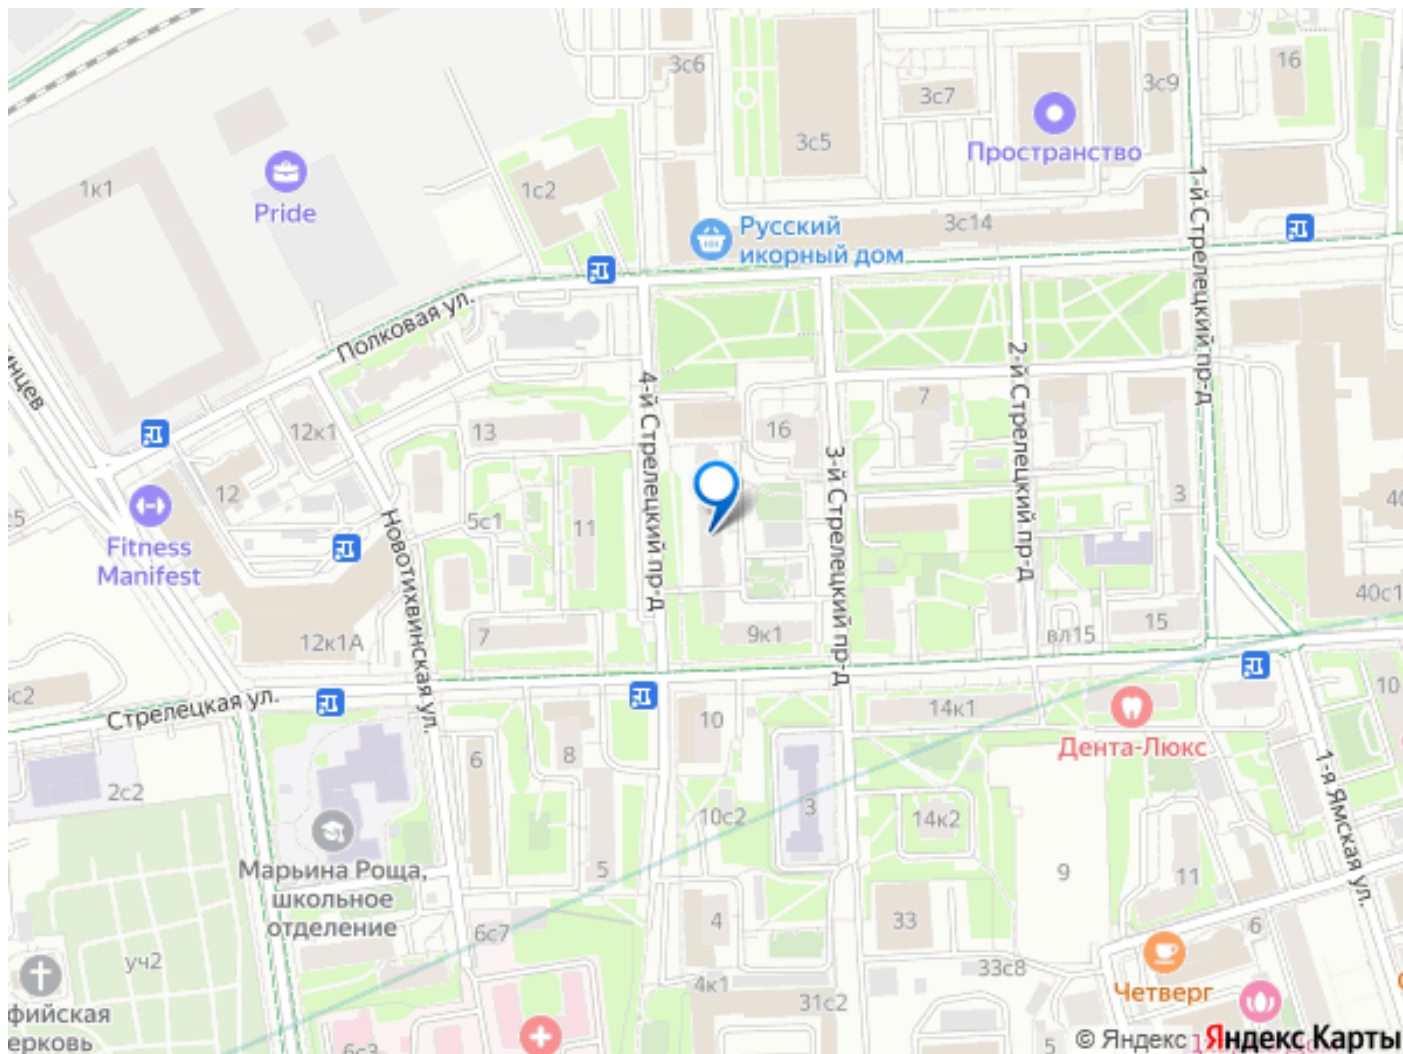 3с6
3с7
3с9
16
3с5
Пространство
1к1
Pride
1с2
Русский
икорный дом
3с14
1-й Стрелецкий пр-д
Полковая ул.
2-й Стрелецкий пр-д
4-й Стрелецкий пр-д
3-й Стрелецкий пр-д
12к1
13
16
7
12
5с1
11
3
Fitness
Manifest
Новотихвинская ул.
12к1А
7
9к1
вл15
15
40с1
Стрелецкая ул.
10
14к1
10
Дента-Люкс
6
8
2с2
10с2
3
14к2
1-я Ямская ул.
Марьина Роща,
школьное
отделение
5
9
11
4
33
6
6с7
уч2
33с8
4к1
31с2
Четверг
5
6с3
© Яндекс Яндекс Карты